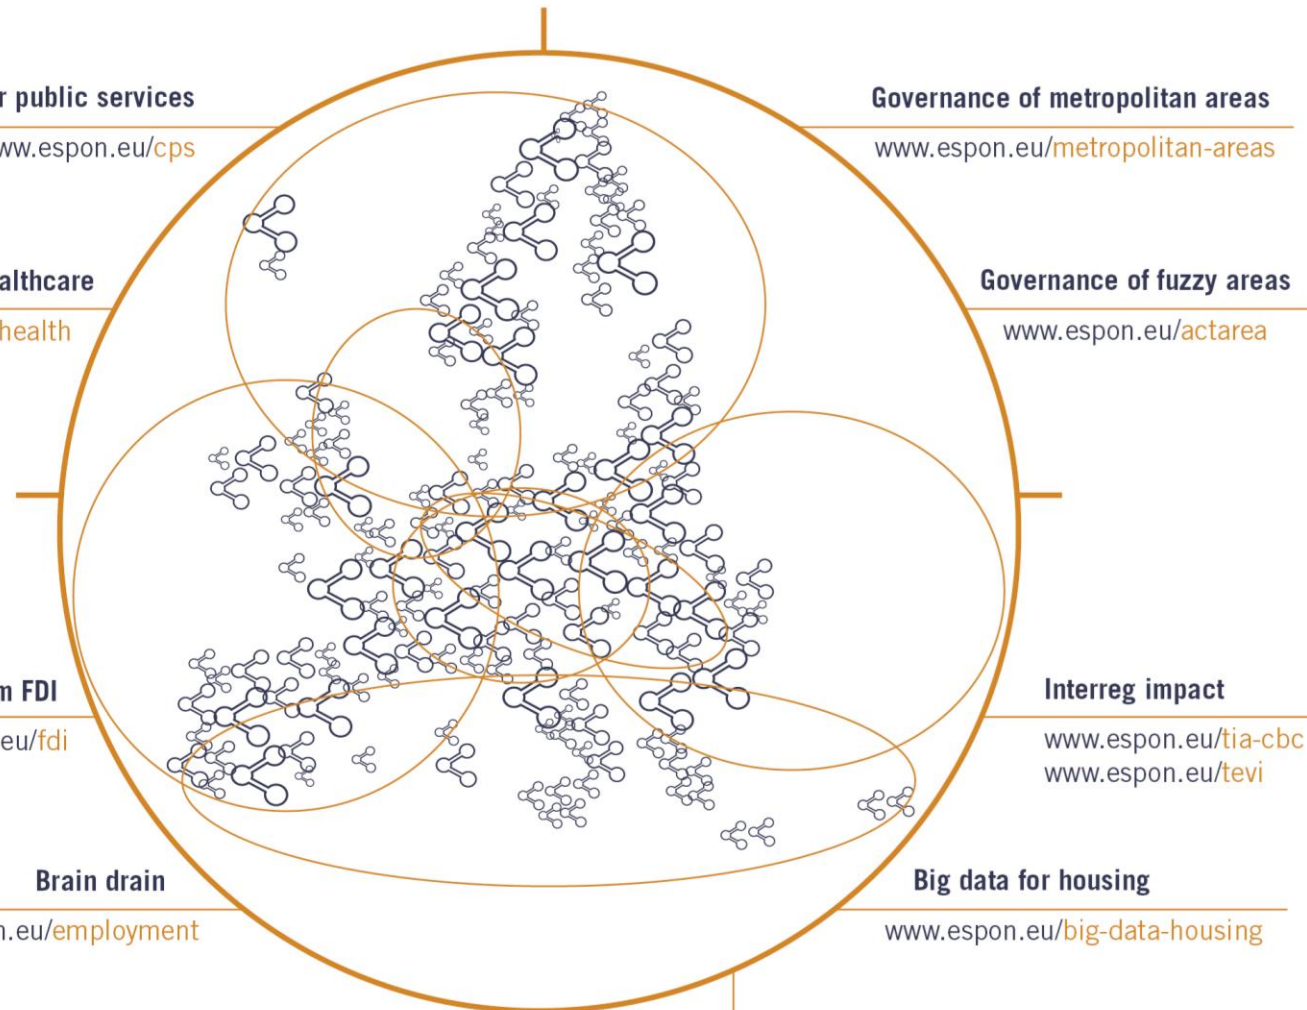 r public services
ww.espon.eu/cps
althcare
health
m FDI
eu/fdi
Brain drain
n.eu/employment
Governance of metropolitan areas
www.espon.eu/metropolitan-areas
Governance of fuzzy areas
www.espon.eu/actarea
Interreg impact
www.espon.eu/tia-cbc
www.espon.eu/tevi
Big data for housing
www.espon.eu/big-data-housing